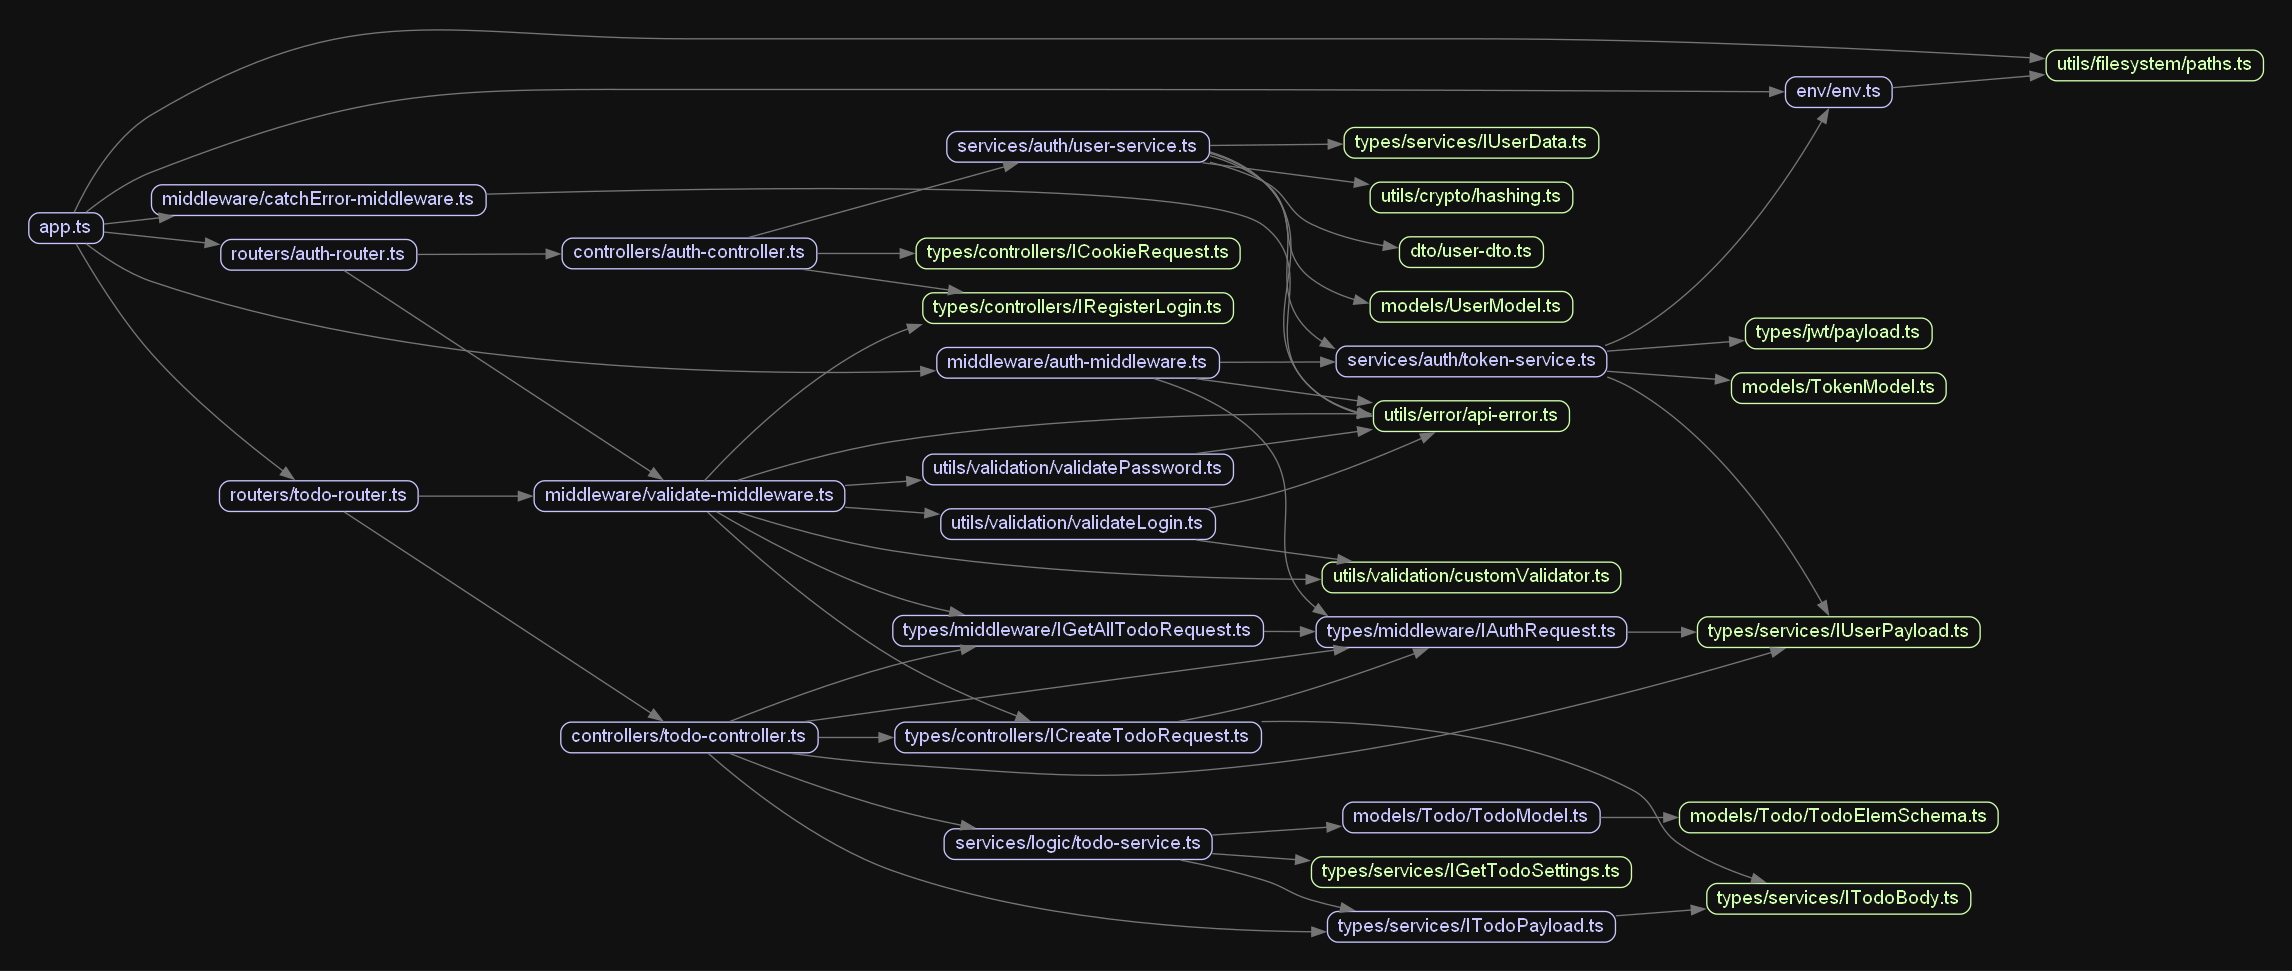 utils/filesystem/paths.ts
env/env.ts
services/auth/user-service.ts
types/services/IUserData.ts
middleware/catchError-middleware.ts
utils/crypto/hashing.ts
app.ts
routers/auth-router.ts
controllers/auth-controller.ts
types/controllers/ICookieRequest.ts
dto/user-dto.ts
types/controllers/IRegisterLogin.ts
models/UserModel.ts
types/jwt/payload.ts
middleware/auth-middleware.ts
services/auth/token-service.ts
models/TokenModel.ts
utils/error/api-error.ts
utils/validation/validatePassword.ts
routers/todo-router.ts
middleware/validate-middleware.ts
utils/validation/validateLogin.ts
utils/validation/customValidator.ts
types/middleware/IGetAllTodoRequest.ts
types/middleware/IAuthRequest.ts
types/services/IUserPayload.ts
controllers/todo-controller.ts
types/controllers/ICreateTodoRequest.ts
models/Todo/TodoModel.ts
models/Todo/TodoElemSchema.ts
services/logic/todo-service.ts
types/services/IGetTodoSettings.ts
types/services/ITodoBody.ts
types/services/ITodoPayload.ts